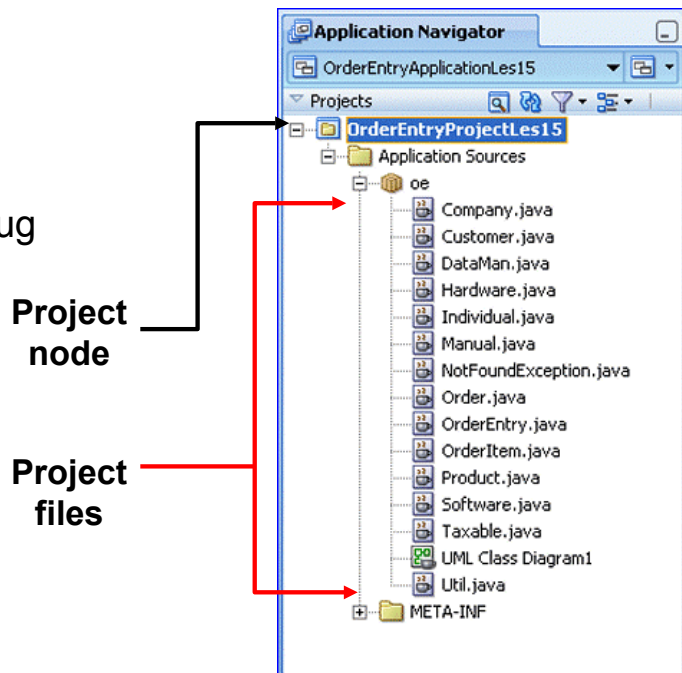 Application Navigator
OrderEntryApplicationLes15
Projects
OrderEntryProjectLes15
Application Sources
oe
Company.java
Customer.java
DataMan.java
Hardware.java
Individual.java
Manual.java
NotFoundException.java
Order.java
OrderEntry.java
OrderItem.java
Product.java
Software.java
Taxable.java
UML Class Diagram1
Util.java
META-INF
ug
Project
node
Project
files